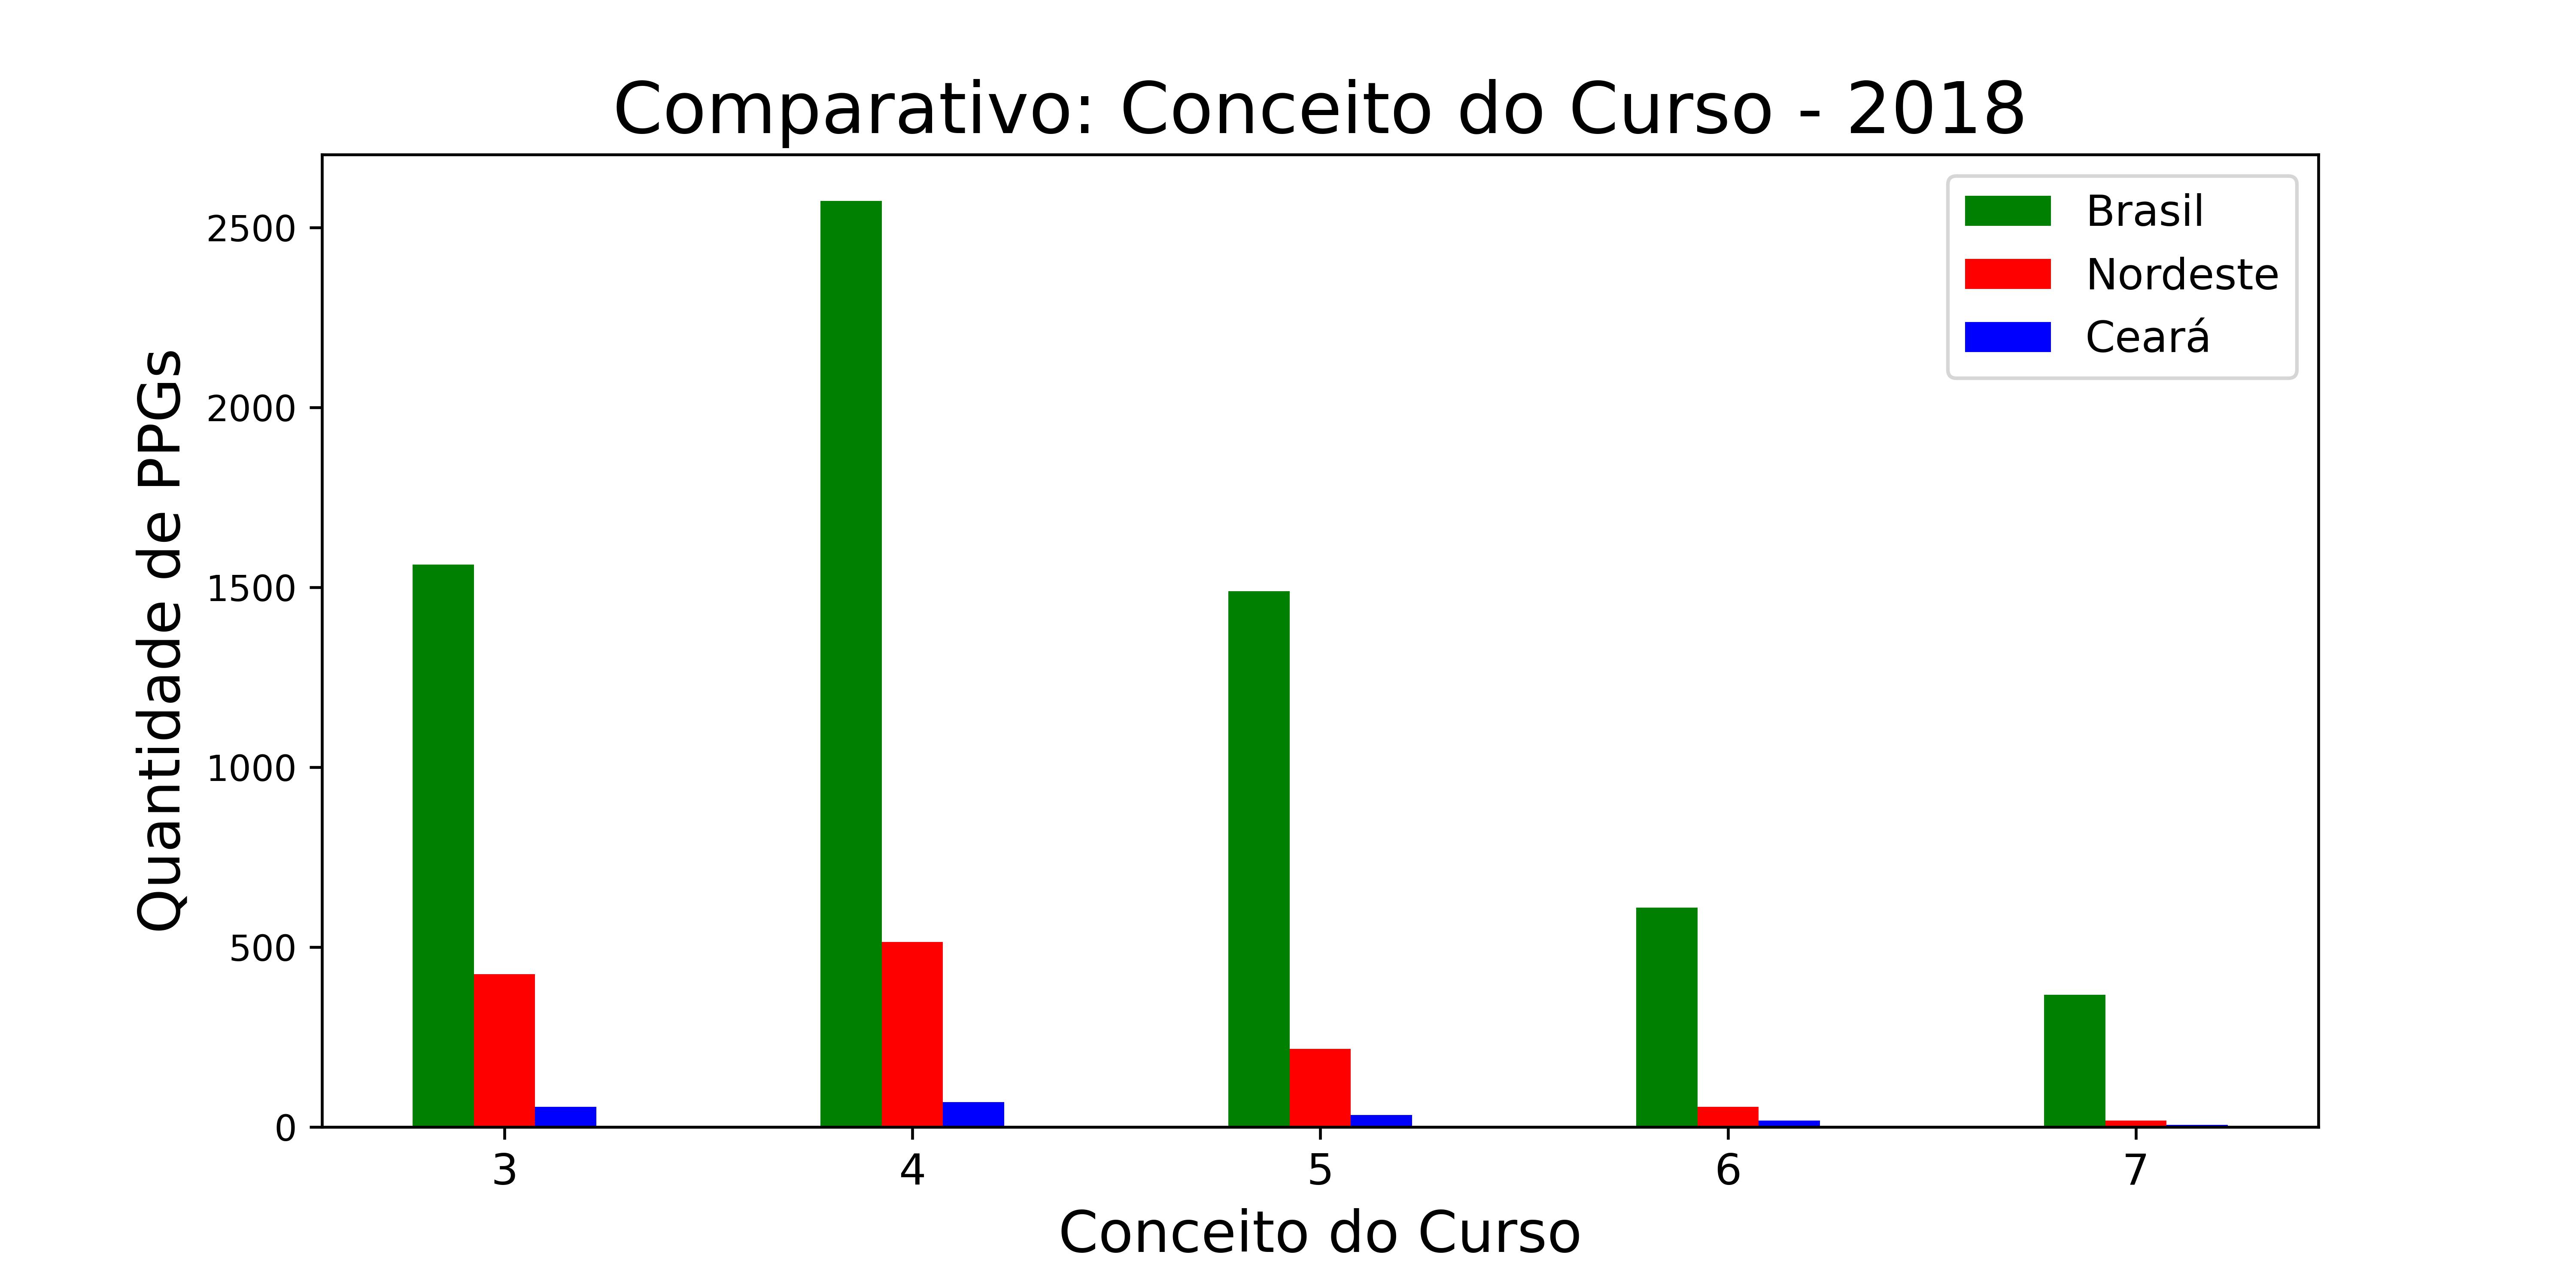 Comparativo: Conceito do Curso - 2018
Brasil
Nordeste
Ceará
Quantidade de PPGs
2500
2000
1500
1000
500
0
3 4 5 6 7
Conceito do Curso